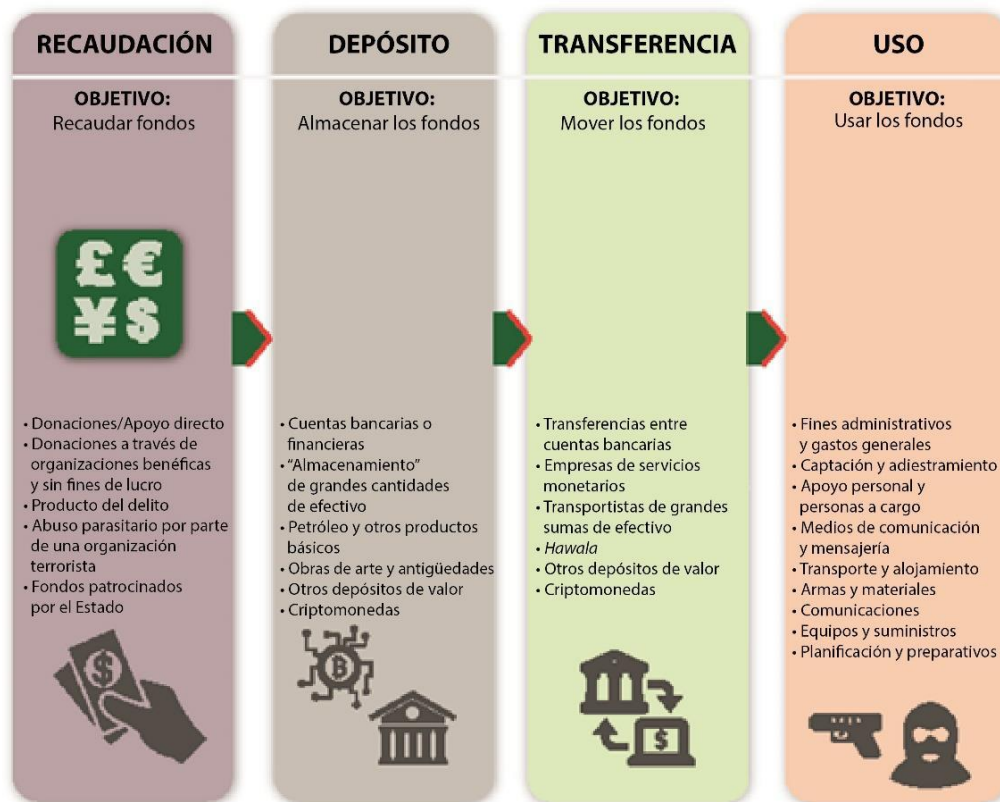 RECAUDACIÓN
OBJETIVO:
Recaudar fondos
£ €
¥ $
• Donaciones/Apoyo directo
• Donaciones a través de
organizaciones benéficas
y sin fines de lucro
• Producto del delito
• Abuso parasitario por parte
de una organización
terrorista
• Fondos patrocinados
por el Estado
$
DEPÓSITO
OBJETIVO:
Almacenar los fondos
• Cuentas bancarias o
financieras
• “Almacenamiento”
de grandes cantidades
de efectivo
• Petróleo y otros productos
básicos
• Obras de arte y antigüedades
• Otros depósitos de valor
• Criptomonedas
B
TRANSFERENCIA
OBJETIVO:
Mover los fondos
• Transferencias entre
cuentas bancarias
• Empresas de servicios
monetarios
• Transportistas de grandes
sumas de efectivo
• Hawala
• Otros depósitos de valor
• Criptomonedas
$
USO
OBJETIVO:
Usar los fondos
• Fines administrativos
y gastos generales
• Captación y adiestramiento
• Apoyo personal y
personas a cargo
• Medios de comunicación
y mensajería
• Transporte y alojamiento
• Armas y materiales
• Comunicaciones
• Equipos y suministros
• Planificación y preparativos